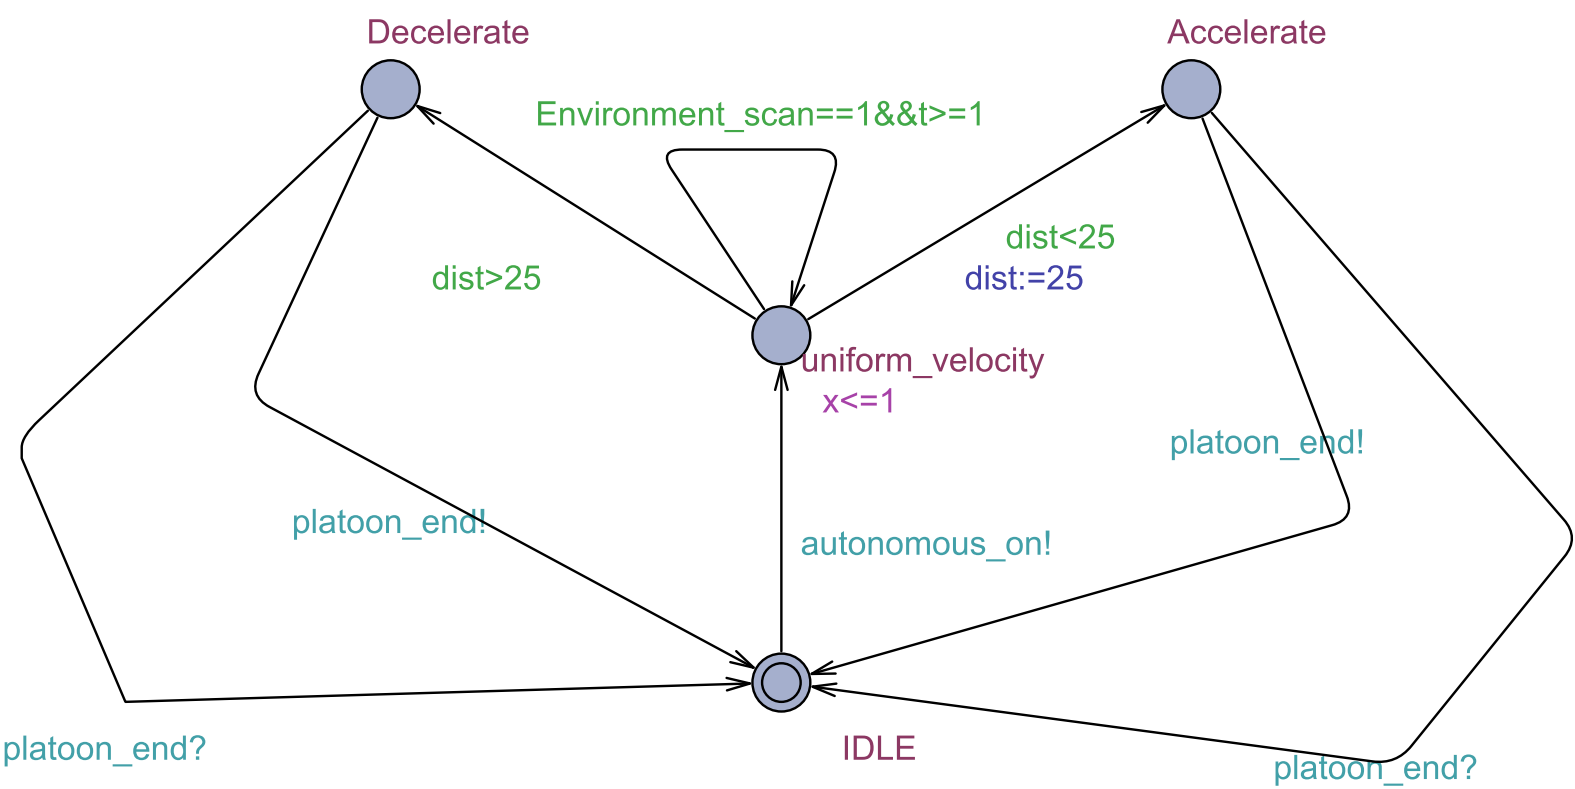 Decelerate
Accelerate
Environment_scan==1&&t>=1
dist<25
dist>25
dist:=25
uniform_velocity
x<=1
platoon_end!
platoon_end!
autonomous_on!
platoon_end?
IDLE
platoon_end?